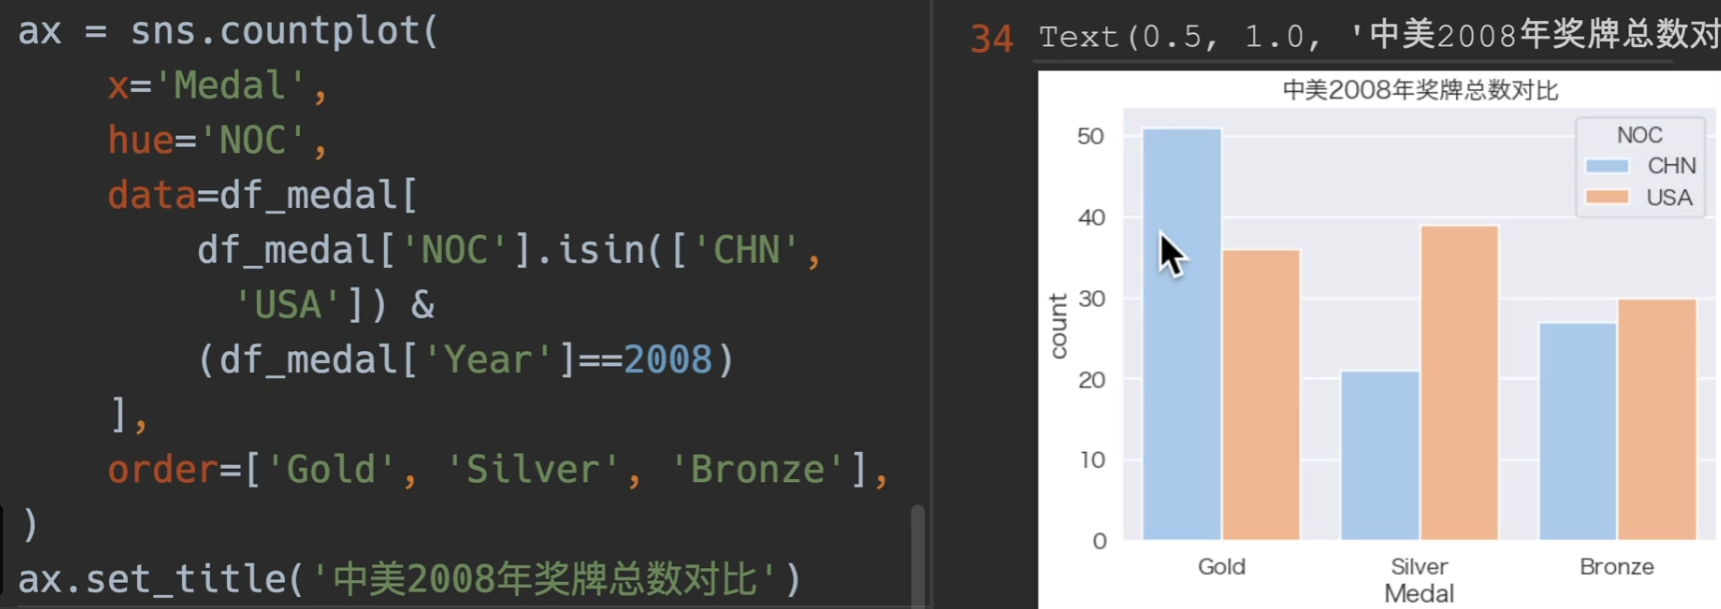 ax = sns.countplot(
x='Medal',
hue='NOC',
data=df_medal[
df_medal['NOC'].isin(['CHN',
'USA']) &
(df_medal['Year']==2008)
],
order=['Gold', 'Silver', 'Bronze'],
)
ax.set_title('中美2008年奖牌总数对比')
34 Text(0.5, 1.0, '中美2008年奖牌总数对
中美2008年奖牌总数对比
NOC
CHN
USA
count
50
40
30
20
10
0
Gold Silver Bronze
Medal